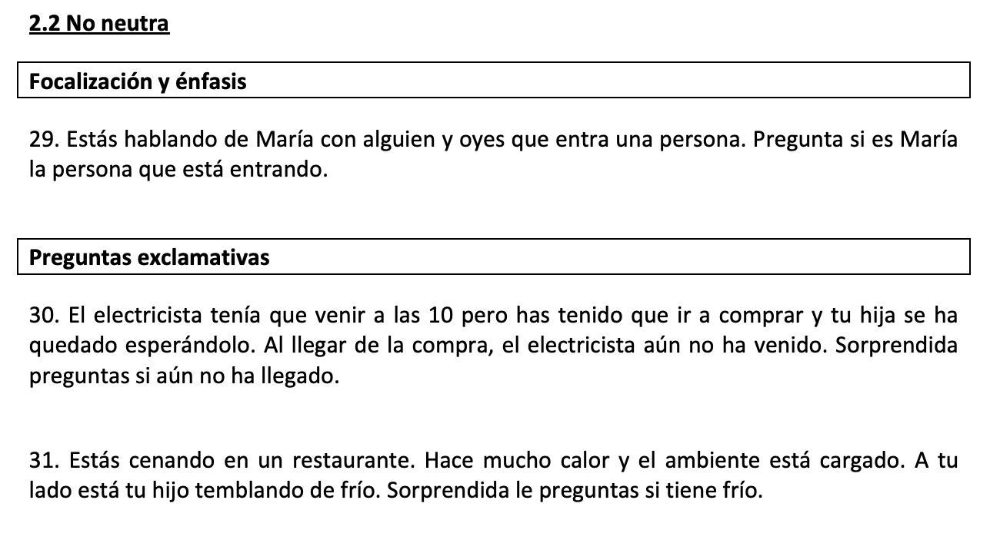 2.2 No neutra
Focalización y énfasis
29. Estás hablando de María con alguien y oyes que entra una persona. Pregunta si es María
la persona que está entrando.
Preguntas exclamativas
30. El electricista tenía que venir a las 10 pero has tenido que ir a comprar y tu hija se ha
quedado esperándolo. Al llegar de la compra, el electricista aún no ha venido. Sorprendida
preguntas si aún no ha llegado.
31. Estás cenando en un restaurante. Hace mucho calor y el ambiente está cargado. A tu
lado está tu hijo temblando de frío. Sorprendida le preguntas si tiene frío.